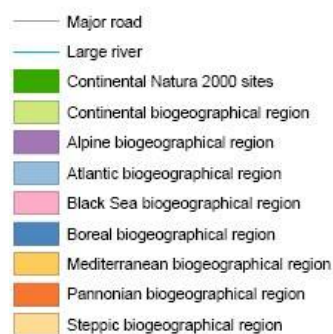 Major road
Large river
Continental Natura 2000 sites
Continental biogeographical region
Alpine biogeographical region
Atlantic biogeographical region
Black Sea biogeographical region
Boreal biogeographical region
Mediterranean biogeographical region
Pannonian biogeographical region
Steppic biogeographical region